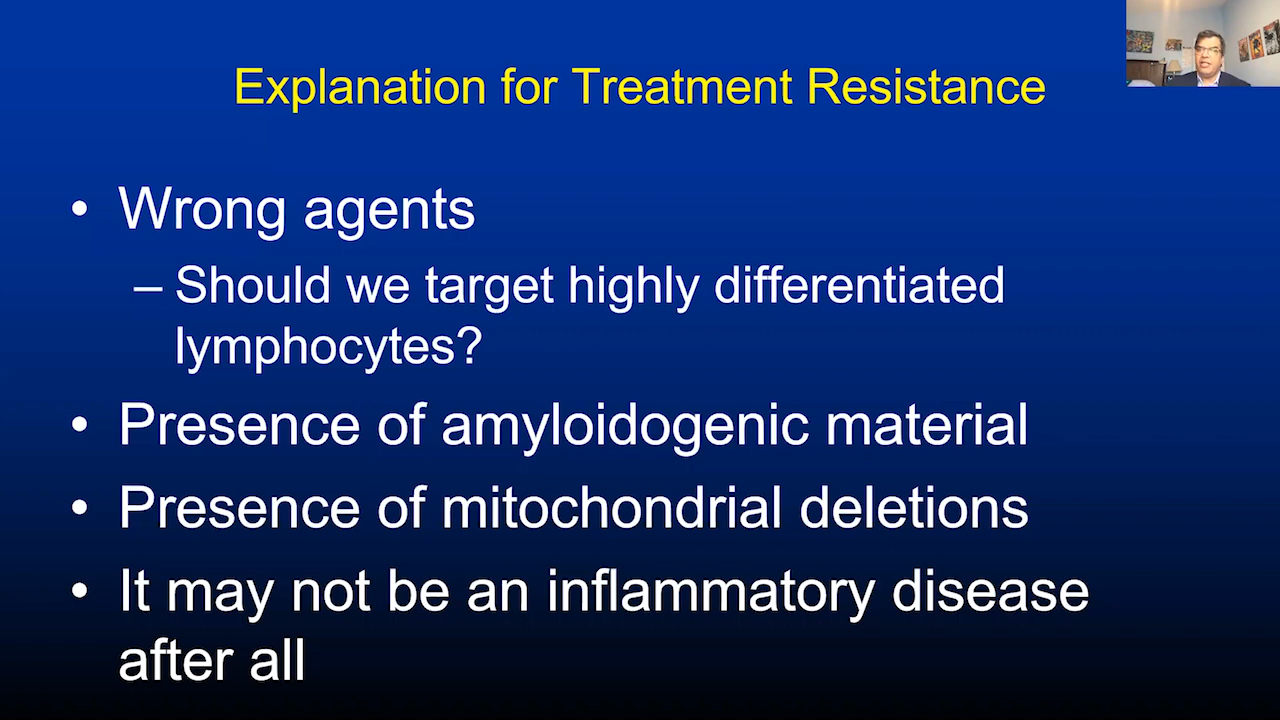 Explanation for Treatment Resistance
• Wrong agents
– Should we target highly differentiated
lymphocytes?
• Presence of amyloidogenic material
• Presence of mitochondrial deletions
• It may not be an inflammatory disease
after all